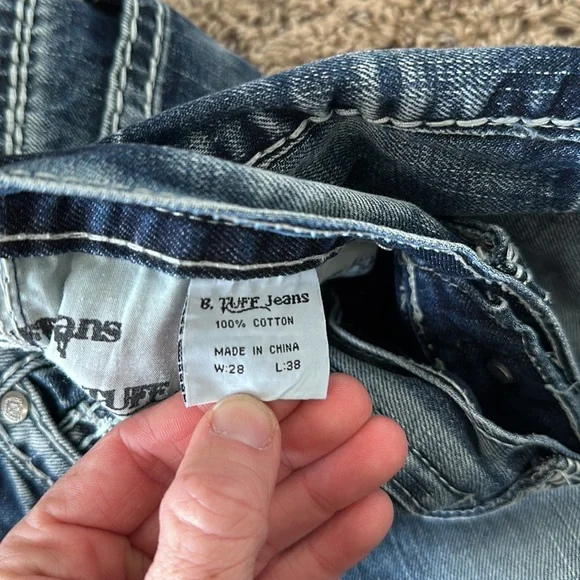 B. TUFF Jeans
100% COTTON
MADE IN CHINA
W:28 L:38
Jeans
TUFF